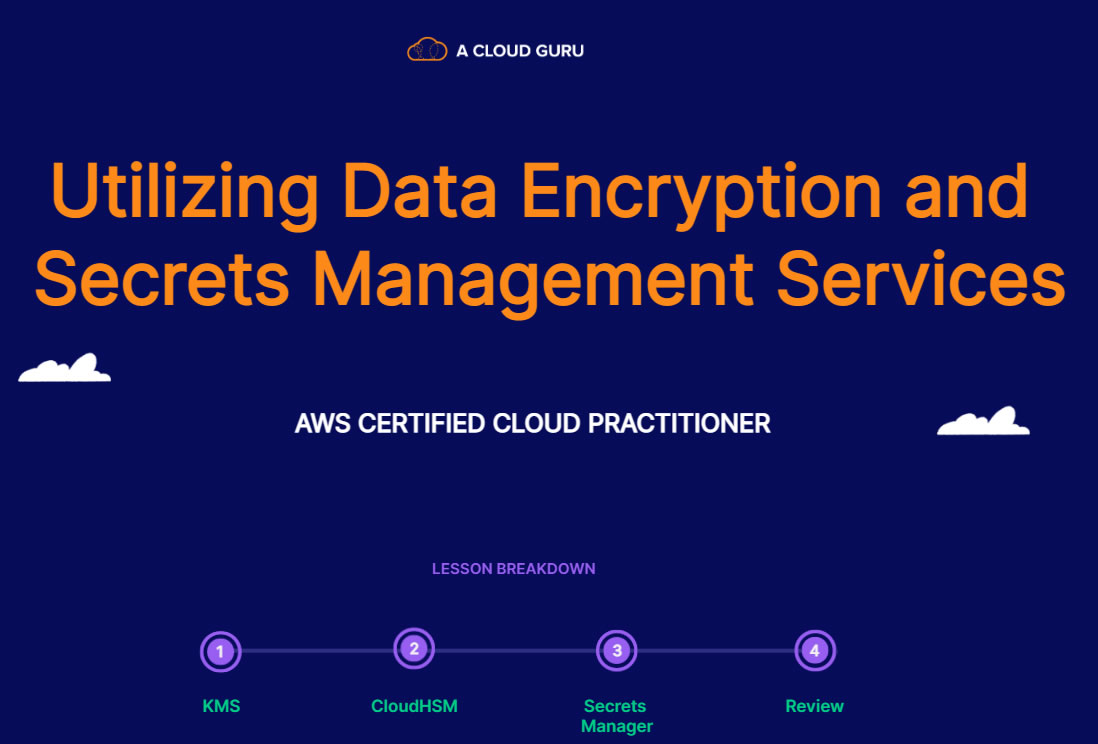 A CLOUD GURU
Utilizing Data Encryption and
Secrets Management Services
AWS CERTIFIED CLOUD PRACTITIONER
LESSON BREAKDOWN
1
2
3
4
KMS
CloudHSM
Secrets
Manager
Review